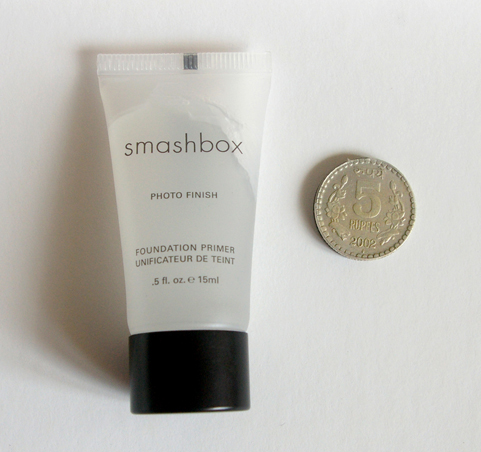 smashbox
PHOTO FINISH
FOUNDATION PRIMER
UNIFICATEUR DE TEINT
.5 fl. oz. ℮ 15ml
5
RUPEES
2002